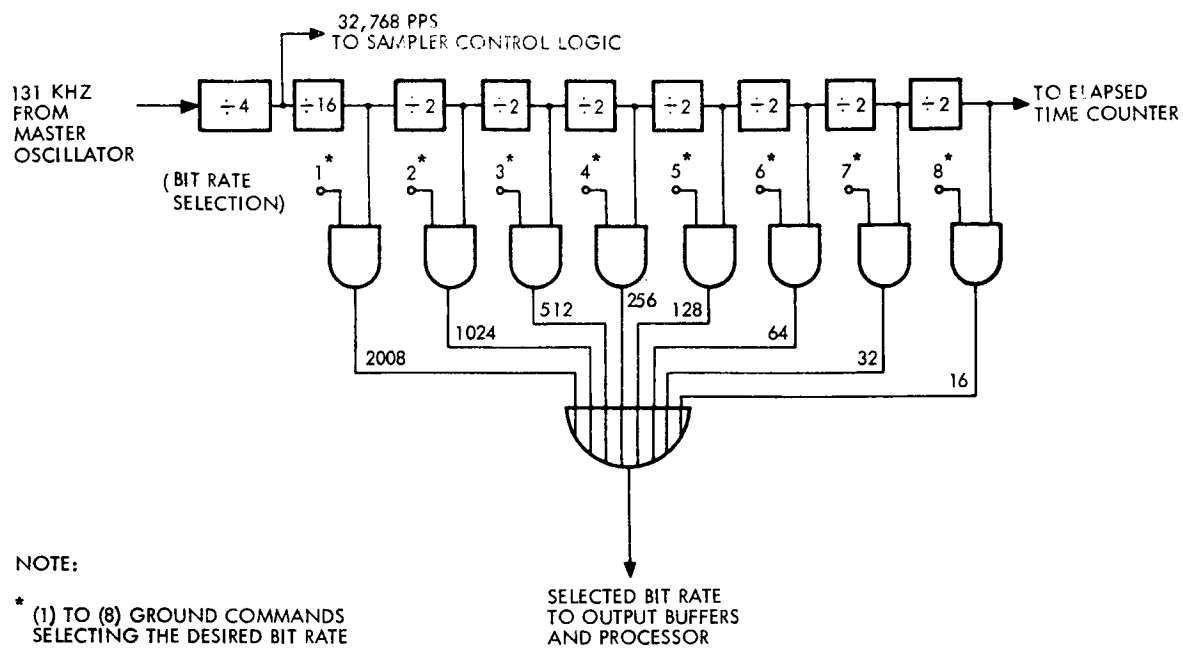 32,768 PPS
TO SAMPLER CONTROL LOGIC
131 KHZ
FROM
MASTER
OSCILLATOR
÷4
÷16
÷2
÷2
÷2
÷2
÷2
÷2
÷2
TO ELAPSED
TIME COUNTER
(BIT RATE
SELECTION)
1*
2*
3*
4*
5*
6*
7*
8*
512
256
128
1024
64
2008
32
16
NOTE:
* (1) TO (8) GROUND COMMANDS
SELECTING THE DESIRED BIT RATE
SELECTED BIT RATE
TO OUTPUT BUFFERS
AND PROCESSOR